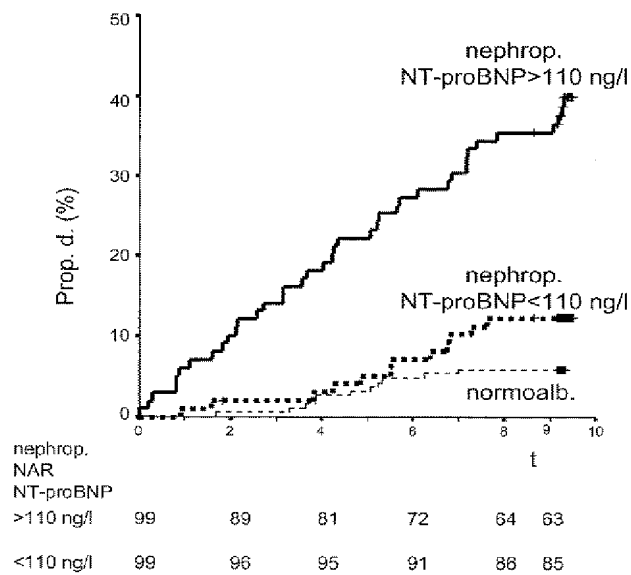 50
nephrop.
NT-proBNP>110 ng/l
40
30
Prop. d. (%)
20
nephrop.
NT-proBNP<110 ng/l
10
normoalb.
0
0 2 4 6 8 9 10
t
nephrop.
NAR
NT-proBNP
>110 ng/l 99 89 81 72 64 63
<110 ng/l 99 96 95 91 86 85